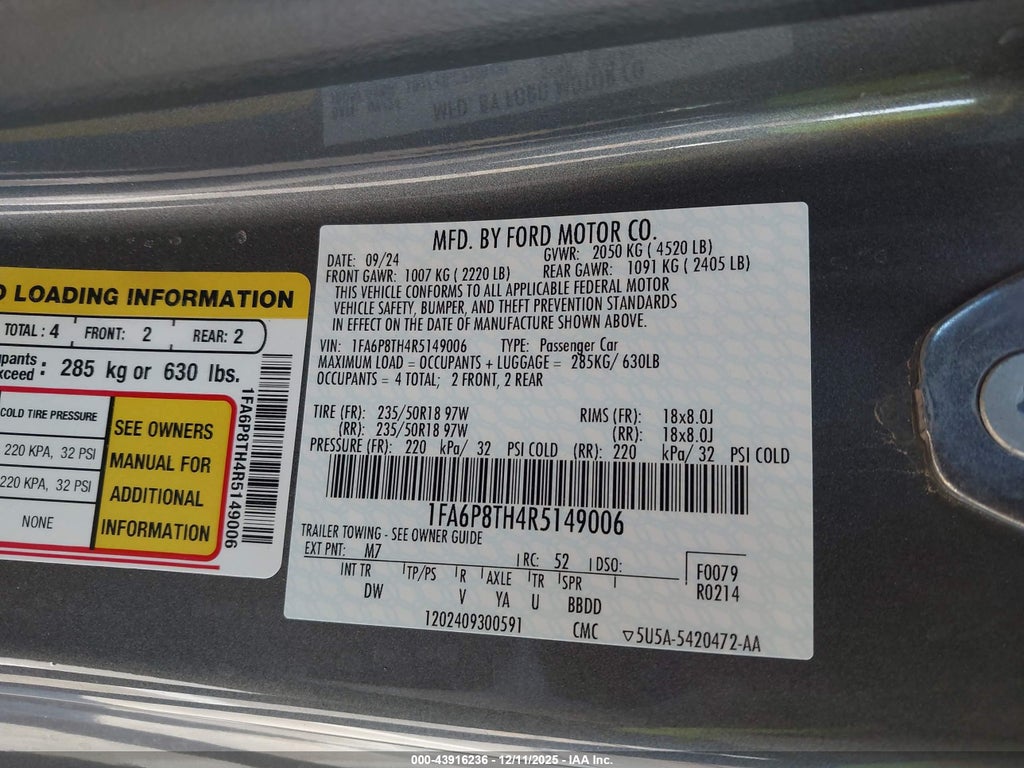 MFD. BY FORD MOTOR CO.
DATE: 09/24 GVWR: 2050 KG ( 4520 LB)
FRONT GAWR: 1007 KG ( 2220 LB) REAR GAWR: 1091 KG ( 2405 LB)
THIS VEHICLE CONFORMS TO ALL APPLICABLE FEDERAL MOTOR
VEHICLE SAFETY, BUMPER, AND THEFT PREVENTION STANDARDS
IN EFFECT ON THE DATE OF MANUFACTURE SHOWN ABOVE.
VIN: 1FA6P8TH4R5149006 TYPE: Passenger Car
MAXIMUM LOAD = OCCUPANTS + LUGGAGE = 285KG/ 630LB
OCCUPANTS = 4 TOTAL; 2 FRONT, 2 REAR
TIRE (FR): 235/50R18 97W RIMS (FR): 18x8.0J
(RR): 235/50R18 97W (RR): 18x8.0J
PRESSURE (FR): 220 kPa/ 32 PSI COLD (RR): 220 kPa/ 32 PSI COLD
1FA6P8TH4R5149006
TRAILER TOWING - SEE OWNER GUIDE
EXT PNT: M7 RC: 52 DSO:
F0079
R0214
INT TR TP/PS R AXLE TR SPR
DW V YA U BBDD
1202409300591 CMC ▽5U5A-5420472-AA
LOADING INFORMATION
TOTAL : 4 FRONT: 2 REAR: 2
: 285 kg or 630 lbs.
COLD TIRE PRESSURE
220 KPA, 32 PSI
220 KPA, 32 PSI
NONE
SEE OWNERS
MANUAL FOR
ADDITIONAL
INFORMATION
1FA6P8TH4R5149006
MFD. BY FORD MOTOR CO.
000-43916236 - 12/11/2025 - IAA Inc.